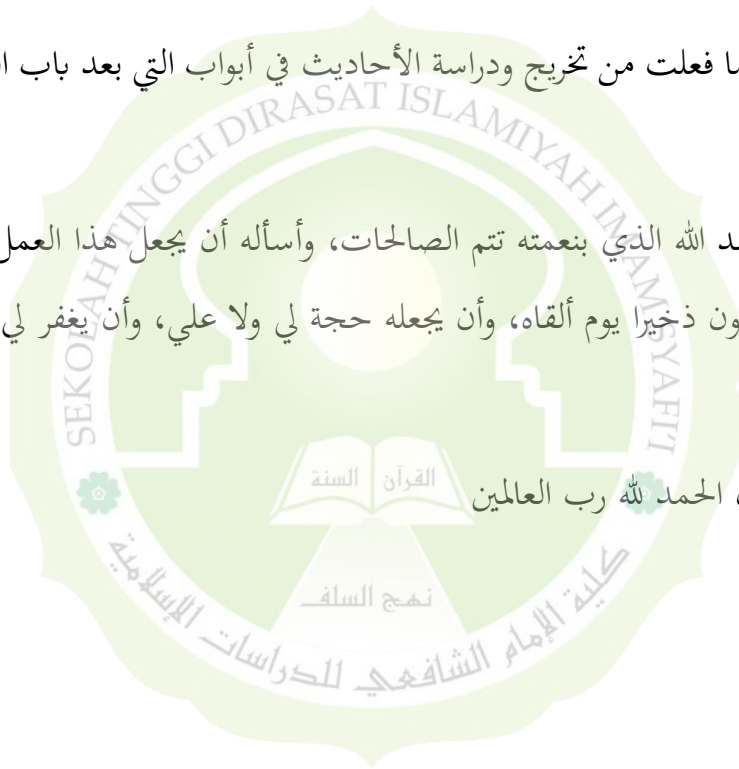 ما فعلت من تخريج ودراسة الأحاديث في أبواب التي بعد باب
الله الذي بنعمته تتم الصالحات، وأسأله أن يجعل هذا العمل
ون ذخيرا يوم ألقاه، وأن يجعله حجة لي ولا علي، وأن يغفر لي
الحمد لله رب العالمين
SEKOLAH TINGGI DIRASAT ISLAMIYAH IMAM SYAFI'I
القرآن السنة
نهج السلف
كلية الإمام الشافعي للدراسات الإسلامية